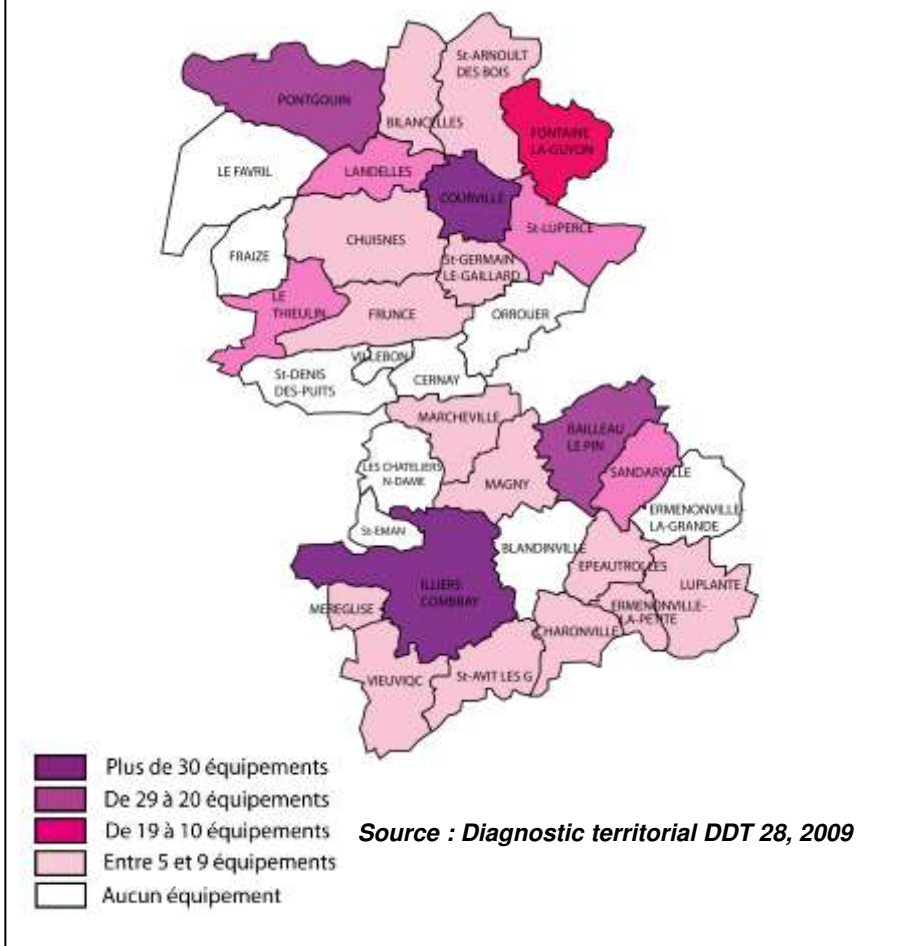 St-ARNOULT
DES BOIS
PONTGOUIN
BILANCELLES
FONTAINE
LA-GUYON
LE FAVRIL
LANDELLES
COURVILLE
St-LUPERCE
CHUISNES
FRAIZE
St-GERMAIN
LE-GAILLARD
LE
THIEULIN
FRUNCE
ORROUER
VILLEBON
St-DENIS
DES-PUITS
CERNAY
MARCHEVILLE
BAILLEAU
LE PIN
LES CHATELIERS
N-DAME
MAGNY
SANDARVILLE
ERMENONVILLE-
LA-GRANDE
St-EMAN
BLANDINVILLE
EPEAUTROLLES
ILLIERS-
COMBRAY
LUPLANTE
MEREGLISE
ERMENONVILLE-
LA-PETITE
CHARONVILLE
VIEUVIQC
St-AVIT LES G
Plus de 30 équipements
De 29 à 20 équipements
De 19 à 10 équipements
Source : Diagnostic territorial DDT 28, 2009
Entre 5 et 9 équipements
Aucun équipement